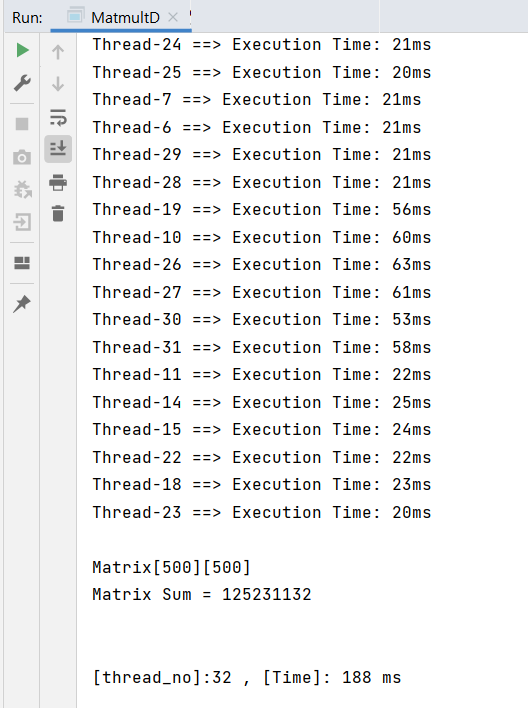 Run: MatmultD
Thread-24 ==> Execution Time: 21ms
Thread-25 ==> Execution Time: 20ms
Thread-7 ==> Execution Time: 21ms
Thread-6 ==> Execution Time: 21ms
Thread-29 ==> Execution Time: 21ms
Thread-28 ==> Execution Time: 21ms
Thread-19 ==> Execution Time: 56ms
Thread-10 ==> Execution Time: 60ms
Thread-26 ==> Execution Time: 63ms
Thread-27 ==> Execution Time: 61ms
Thread-30 ==> Execution Time: 53ms
Thread-31 ==> Execution Time: 58ms
Thread-11 ==> Execution Time: 22ms
Thread-14 ==> Execution Time: 25ms
Thread-15 ==> Execution Time: 24ms
Thread-22 ==> Execution Time: 22ms
Thread-18 ==> Execution Time: 23ms
Thread-23 ==> Execution Time: 20ms
Matrix[500][500]
Matrix Sum = 125231132
[thread_no]:32 , [Time]: 188 ms